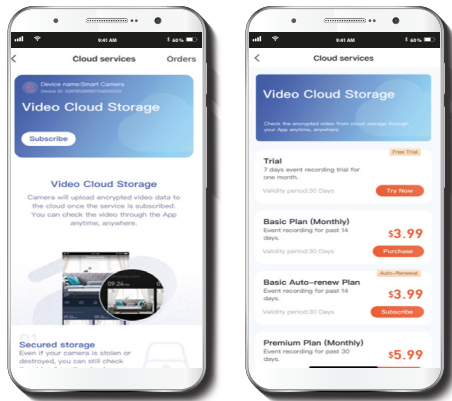 9:41 AM
60%
Cloud services
Orders
Device name:Smart Camera
Video Cloud Storage
Subscribe
Video Cloud Storage
Camera will upload encrypted video data to
the cloud once the service is subscribed.
You can check the video through the App
anytime, anywhere.
09:24
01
Secured storage
Even if your camera is stolen or
destroyed, you can still check
9:41 AM
60%
Cloud services
Video Cloud Storage
Check the encrypted video from cloud storage through
your App anytime, anywhere.
Free Trial
Trial
7 days event recording trial for
one month.
Validity period:30 Days
Try Now
Basic Plan (Monthly)
Event recording for past 14
days.
$3.99
Validity period:30 Days
Purchase
Auto-Renewal
Basic Auto-renew Plan
Event recording for past 14
days.
$3.99
Validity period:30 Days
Subscribe
Premium Plan (Monthly)
Event recording for past 30
days.
$5.99